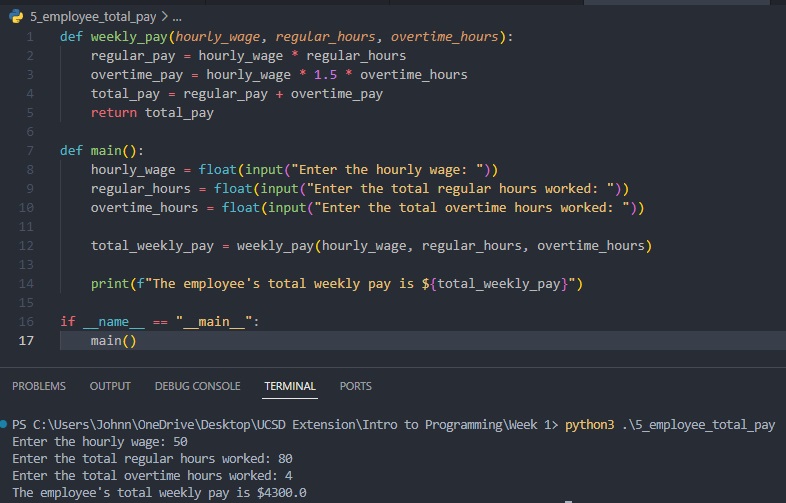 5_employee_total_pay > ...
1 def weekly_pay(hourly_wage, regular_hours, overtime_hours):
2     regular_pay = hourly_wage * regular_hours
3     overtime_pay = hourly_wage * 1.5 * overtime_hours
4     total_pay = regular_pay + overtime_pay
5     return total_pay
6
7 def main():
8     hourly_wage = float(input("Enter the hourly wage: "))
9     regular_hours = float(input("Enter the total regular hours worked: "))
10     overtime_hours = float(input("Enter the total overtime hours worked: "))
11
12     total_weekly_pay = weekly_pay(hourly_wage, regular_hours, overtime_hours)
13
14     print(f"The employee's total weekly pay is ${total_weekly_pay}")
15
16 if __name__ == "__main__":
17     main()
PROBLEMS OUTPUT DEBUG CONSOLE TERMINAL PORTS
PS C:\Users\Johnn\OneDrive\Desktop\UCSD Extension\Intro to Programming\Week 1> python3 .\5_employee_total_pay
Enter the hourly wage: 50
Enter the total regular hours worked: 80
Enter the total overtime hours worked: 4
The employee's total weekly pay is $4300.0